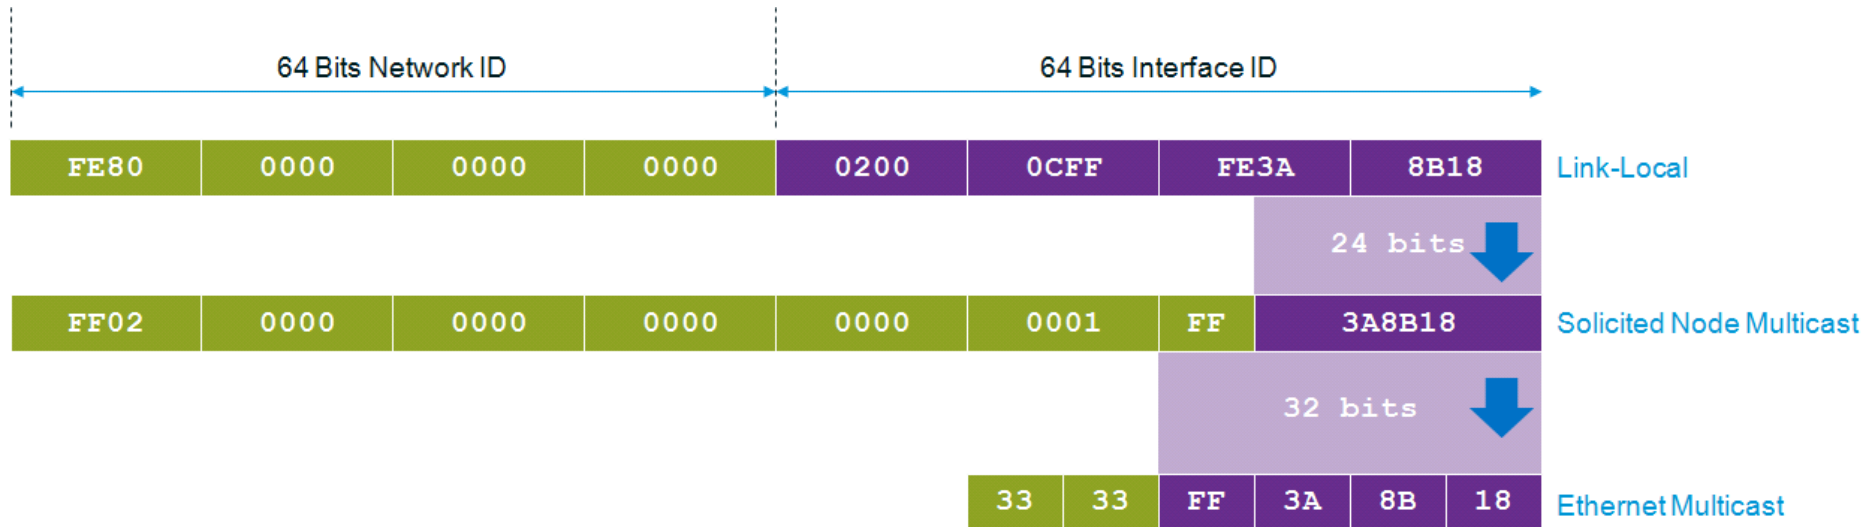 64 Bits Network ID 64 Bits Interface ID
FE80 0000 0000 0000 0200 0CFF FE3A 8B18 Link-Local
24 bits
FF02 0000 0000 0000 0000 0001 FF 3A8B18 Solicited Node Multicast
32 bits
33 33 FF 3A 8B 18 Ethernet Multicast